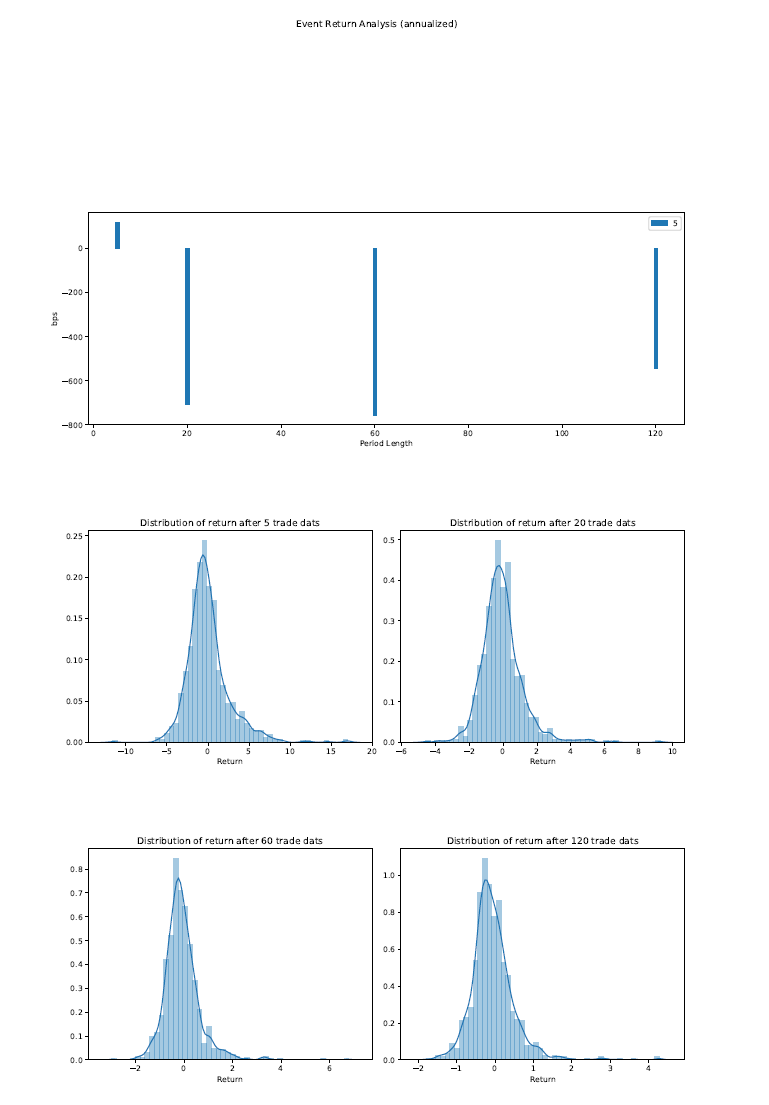 Event Return Analysis (annualized)
5
0
−200
−400
−600
−800
bps
0 20 40 60 80 100 120
Period Length
Distribution of return after 5 trade dats
0.25
0.20
0.15
0.10
0.05
0.00
−10 −5 0 5 10 15 20
Return
Distribution of return after 20 trade dats
0.5
0.4
0.3
0.2
0.1
0.0
−6 −4 −2 0 2 4 6 8 10
Return
Distribution of return after 60 trade dats
0.8
0.7
0.6
0.5
0.4
0.3
0.2
0.1
0.0
−2 0 2 4 6
Return
Distribution of return after 120 trade dats
1.0
0.8
0.6
0.4
0.2
0.0
−2 −1 0 1 2 3 4
Return